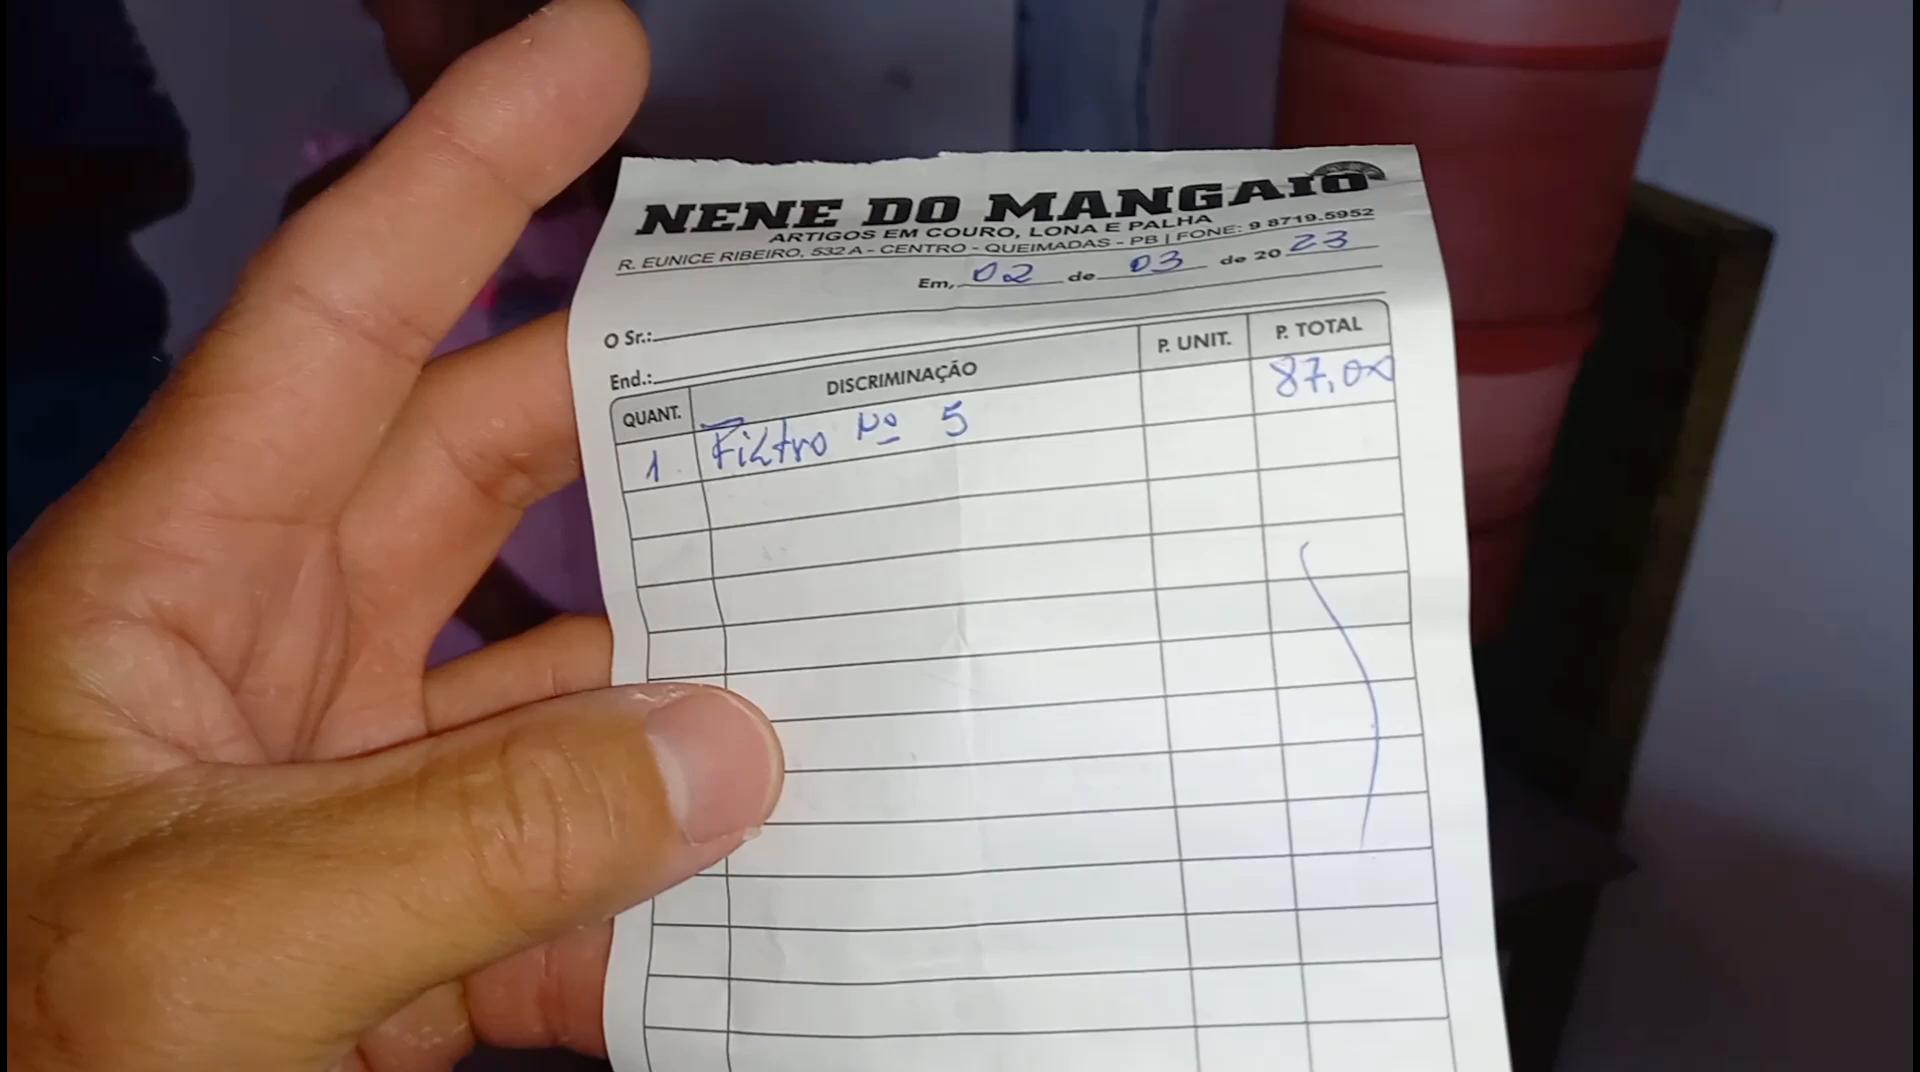 NENE DO MANGAIO
ARTIGOS EM COURO, LONA E PALHA
R. EUNICE RIBEIRO, 532 A - CENTRO - QUEIMADAS - PB | FONE: 9 8719.5952
Em, 02 de 03 de 20 23
O Sr.:
End.:
QUANT. DISCRIMINAÇÃO P. UNIT. P. TOTAL
1 Filtro Nº 5 87,00